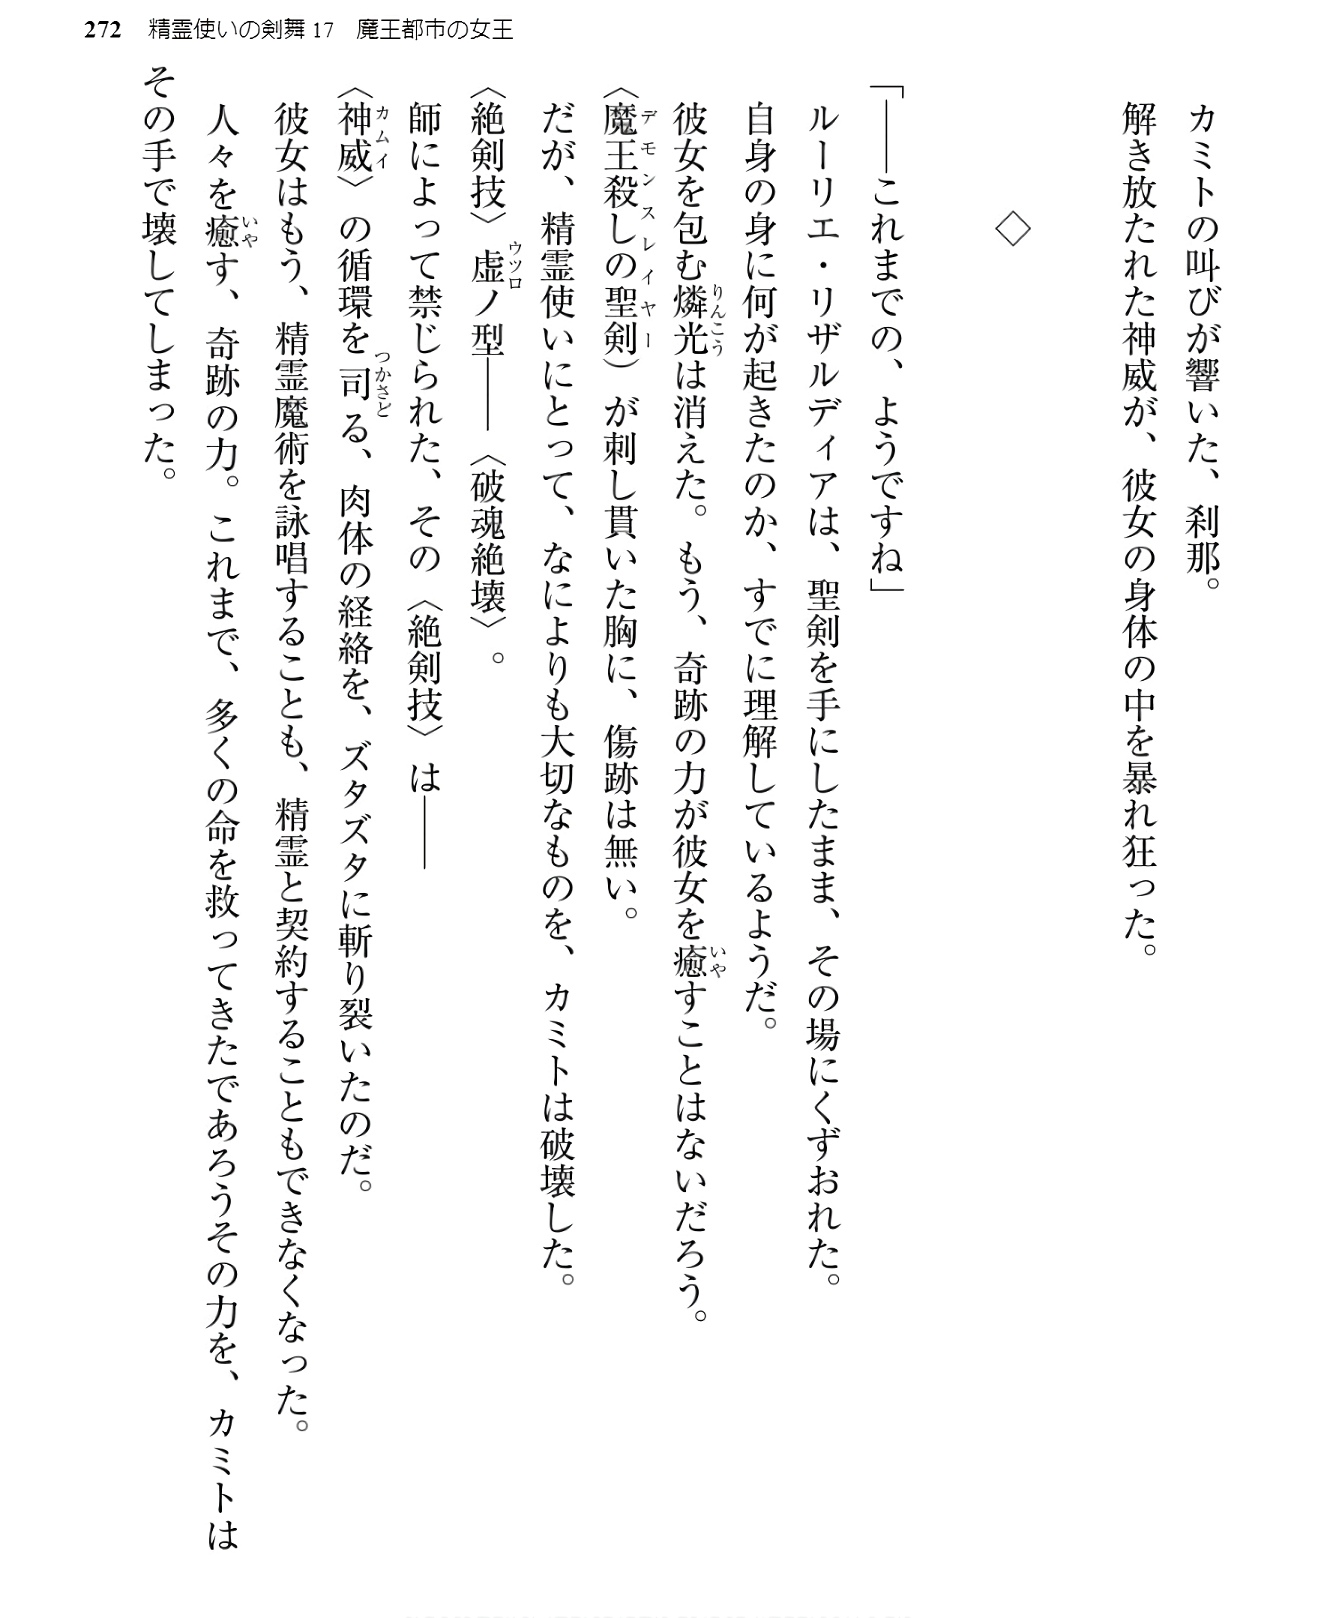 272 精霊使いの剣舞17 魔王都市の女王
カミトの叫びが響いた、刹那。
解き放たれた神威が、彼女の身体の中を暴れ狂った。
◇
「――これまでの、ようですね」
ルーリエ・リザルディアは、聖剣を手にしたまま、その場にくずおれた。
自身の身に何が起きたのか、すでに理解しているようだ。
彼女を包む燐光は消えた。もう、奇跡の力が彼女を癒すことはないだろう。
りんこう
いや
〈魔王殺しの聖剣）が刺し貫いた胸に、傷跡は無い。
デモンスレイヤー
だが、精霊使いにとって、なによりも大切なものを、カミトは破壊した。
〈絶剣技〉虚ノ型――〈破魂絶壊〉。
ウツロ
師によって禁じられた、その〈絶剣技〉は――
〈神威〉の循環を司る、肉体の経絡を、ズタズタに斬り裂いたのだ。
カムイ
つかさど
彼女はもう、精霊魔術を詠唱することも、精霊と契約することもできなくなった。
人々を癒す、奇跡の力。これまで、多くの命を救ってきたであろうその力を、カミトは
いや
その手で壊してしまった。